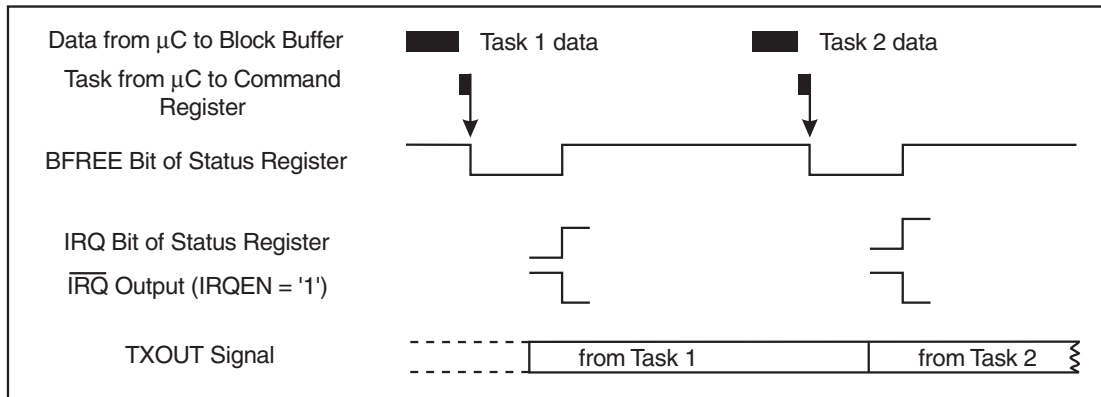 Data from μC to Block Buffer
Task 1 data
Task 2 data
Task from μC to Command
Register
BFREE Bit of Status Register
IRQ Bit of Status Register
I̅R̅Q̅ Output (IRQEN = '1')
TXOUT Signal
from Task 1
from Task 2